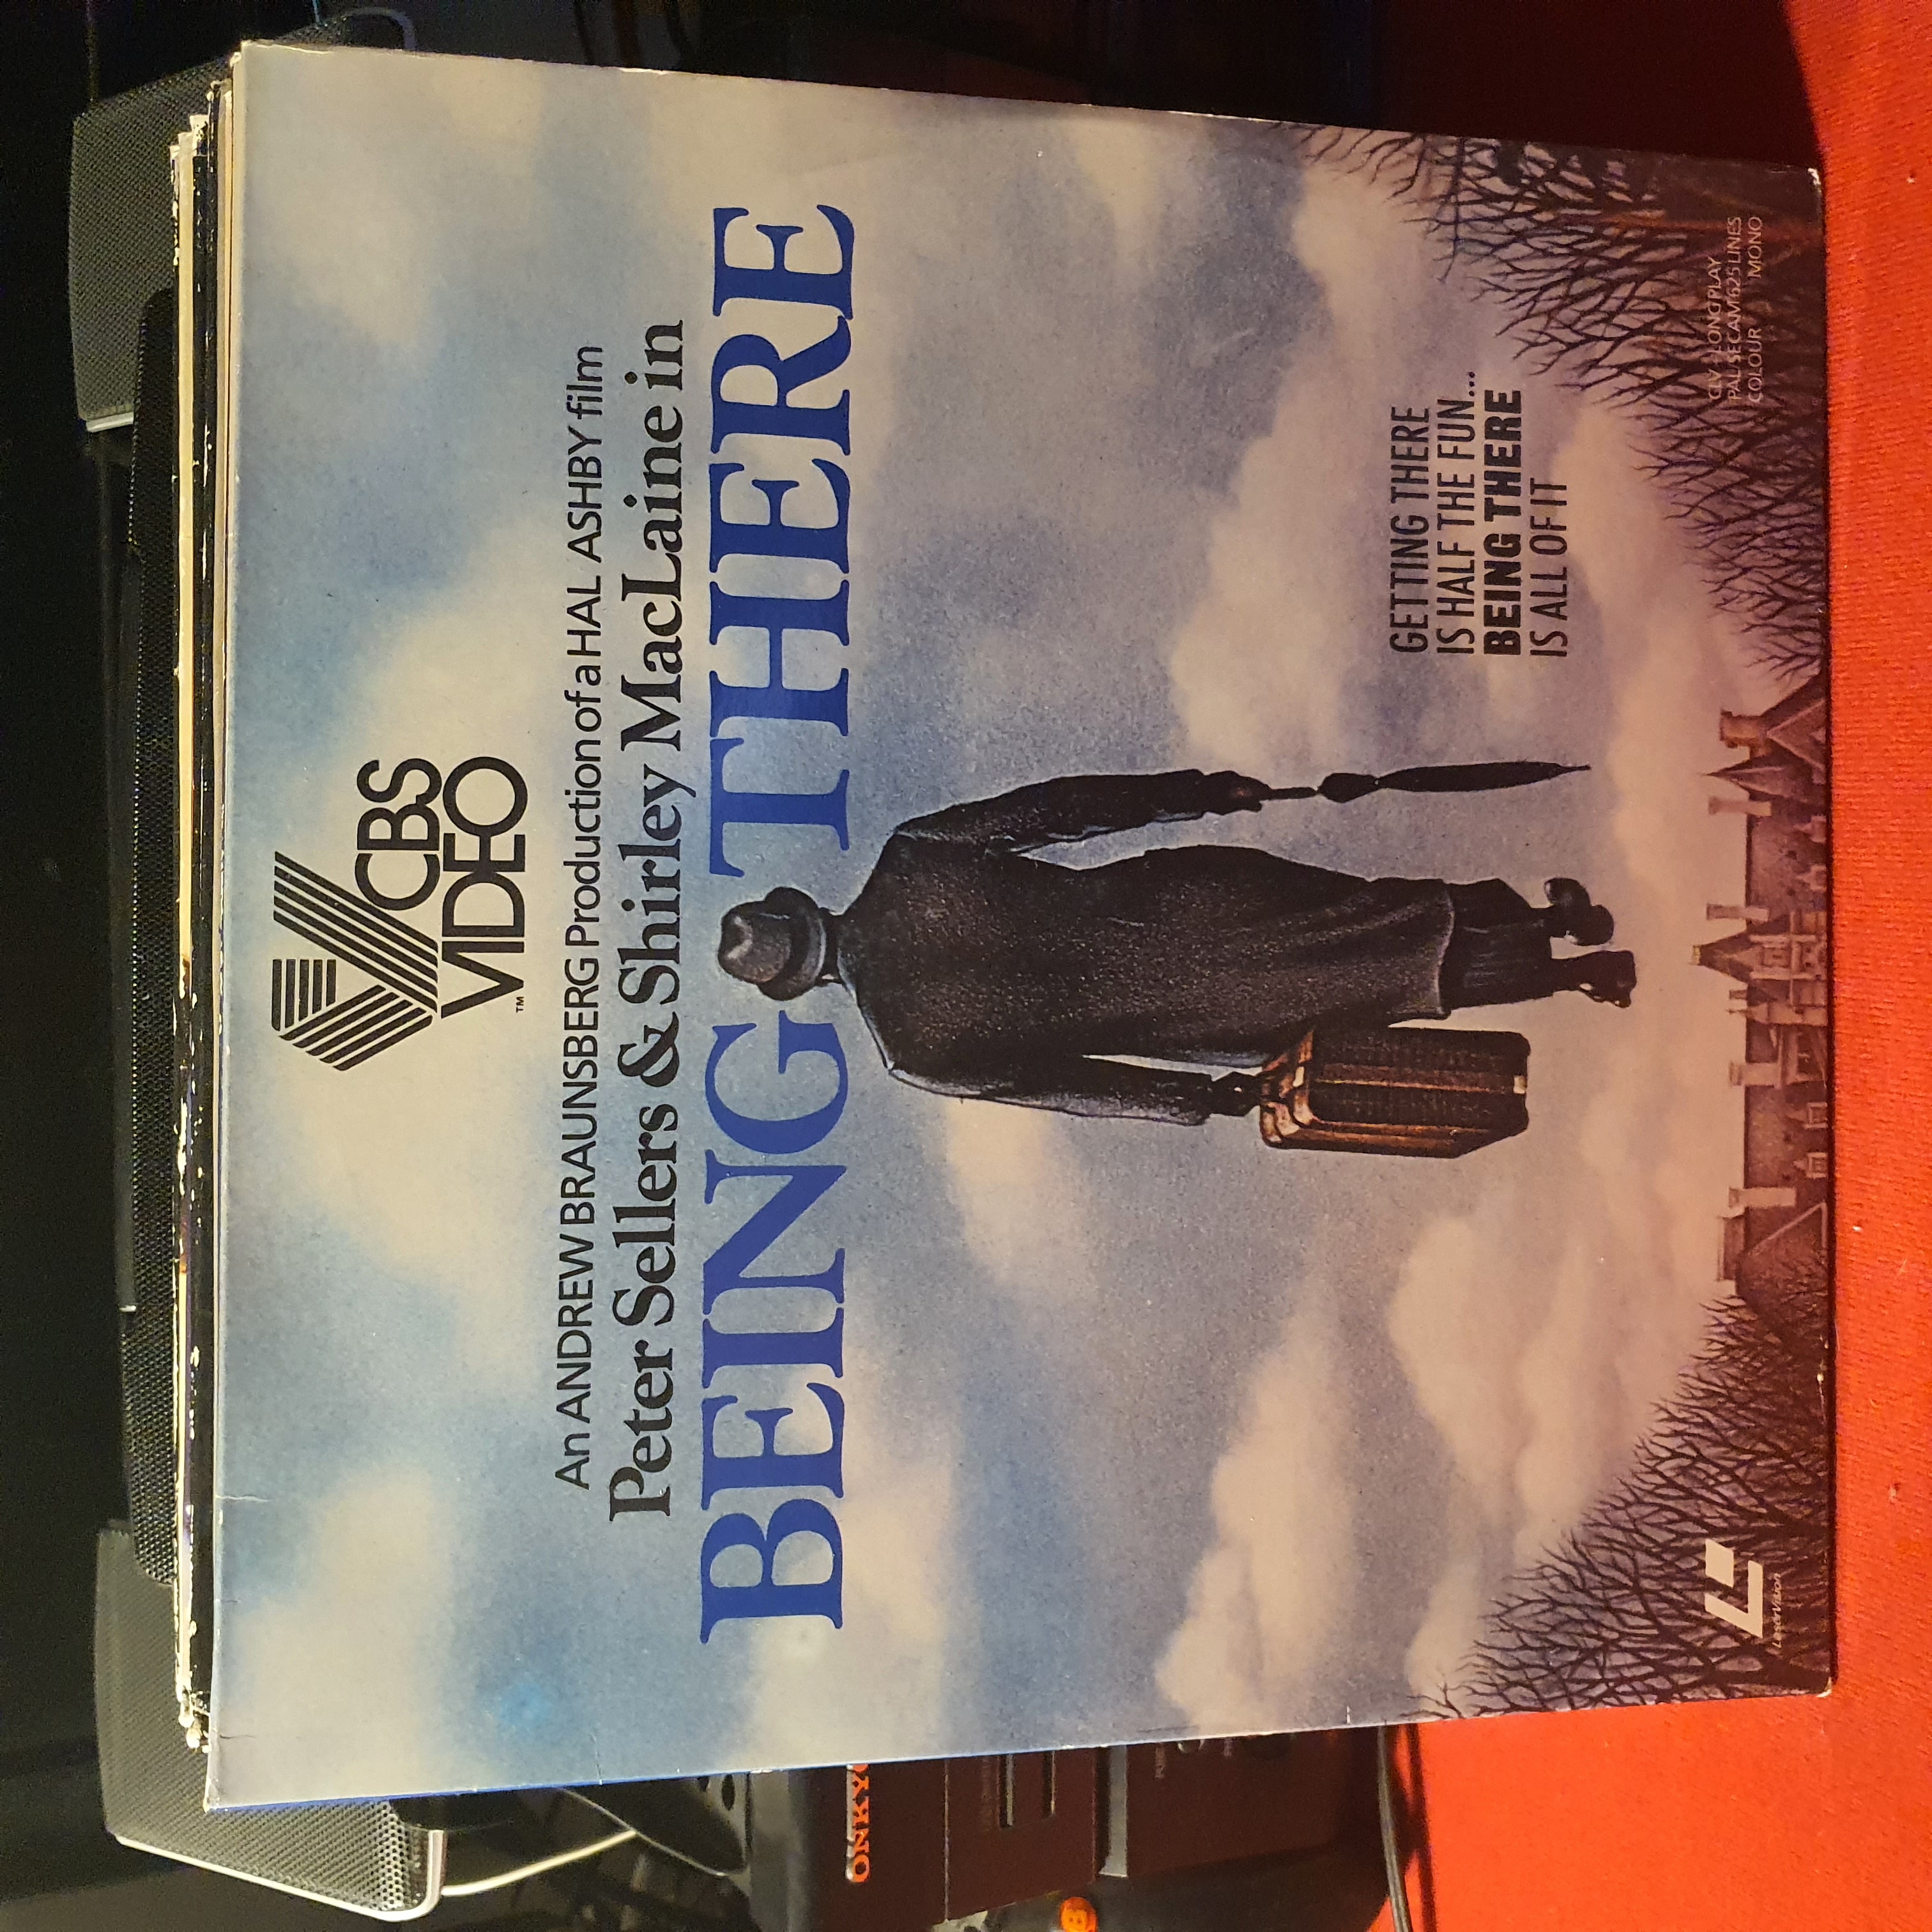 CBS
VIDEO
™
An ANDREW BRAUNSBERG Production of a HAL ASHBY film
Peter Sellers & Shirley MacLaine in
BEING THERE
GETTING THERE
IS HALF THE FUN...
BEING THERE
IS ALL OF IT
LaserVision
CLV LONG PLAY
PAL SECAM 625 LINES
COLOUR MONO
ONKYO